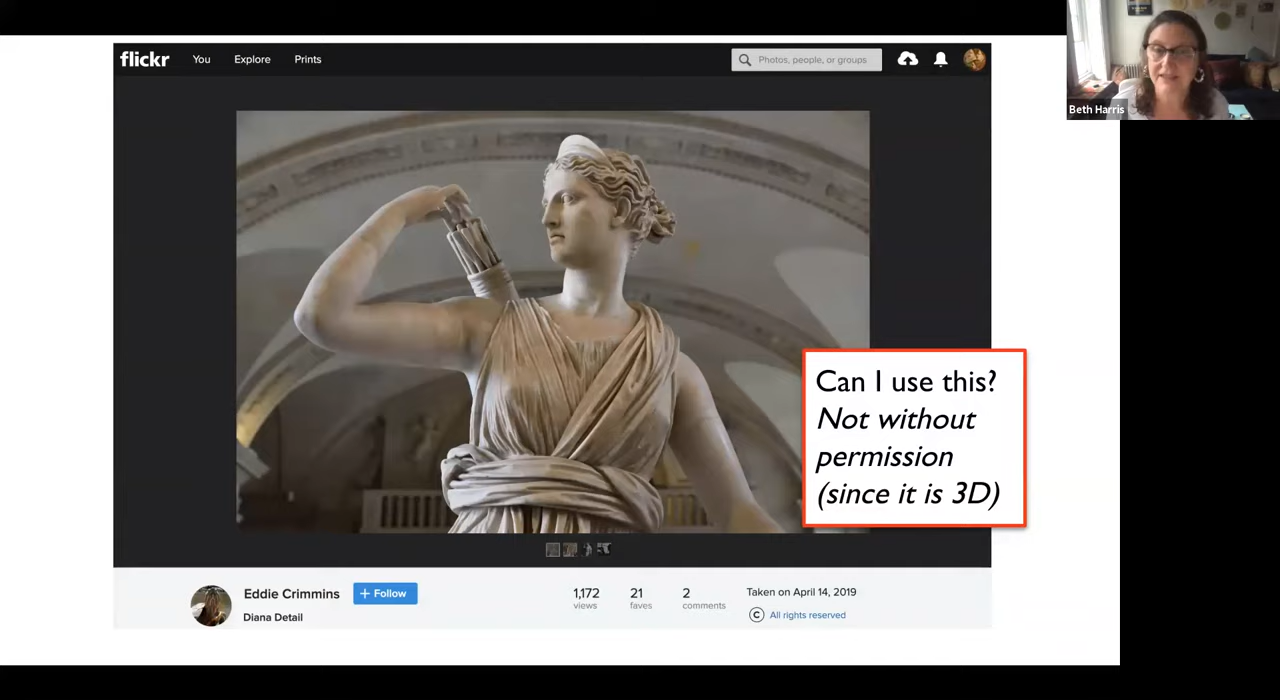 flickr You Explore Prints Photos, people, or groups
Beth Harris
Can I use this?
Not without
permission
(since it is 3D)
Eddie Crimmins + Follow
Diana Detail
1,172 21 2
views faves comments
Taken on April 14, 2019
C All rights reserved